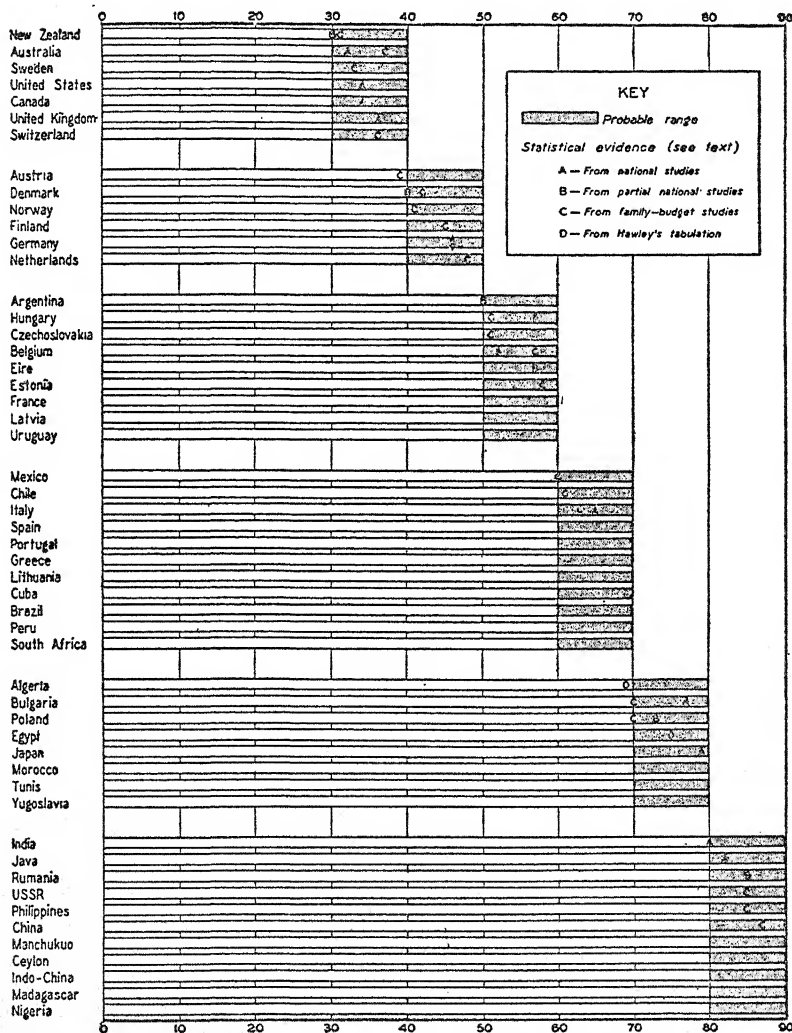 0 10 20 30 40 50 60 70 80 90
New Zealand B C
Australia A C
Sweden C
United States A
Canada
United Kingdom A
Switzerland C
KEY
Probable range
Statistical evidence (see text)
A — From national studies
B — From partial national studies
C — From family-budget studies
D — From Hawley's tabulation
Austria C
Denmark C
Norway C
Finland C
Germany
Netherlands C
Argentina B
Hungary C A
Czechoslovakia C
Belgium A C
Eire
Estonia C
France
Latvia
Uruguay
Mexico C
Chile C
Italy C A
Spain
Portugal
Greece
Lithuania
Cuba
Brazil
Peru
South Africa
Algeria D
Bulgaria C A
Poland C B
Egypt D
Japan A
Morocco
Tunis
Yugoslavia
India A
Java C
Rumania B
USSR C
Philippines C
China C
Manchukuo
Ceylon
Indo-China
Madagascar
Nigeria
0 10 20 30 40 50 60 70 80 90